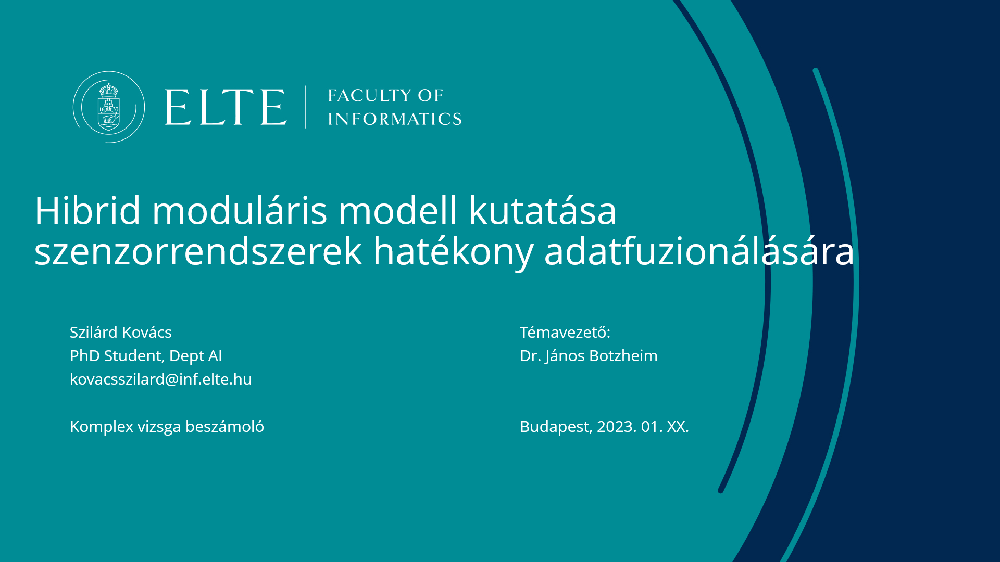 1635
ELTE
FACULTY OF
INFORMATICS
Hibrid moduláris modell kutatása
szenzorrendszerek hatékony adatfuzionálására
Szilárd Kovács
PhD Student, Dept AI
kovacsszilard@inf.elte.hu
Témavezető:
Dr. János Botzheim
Komplex vizsga beszámoló
Budapest, 2023. 01. XX.